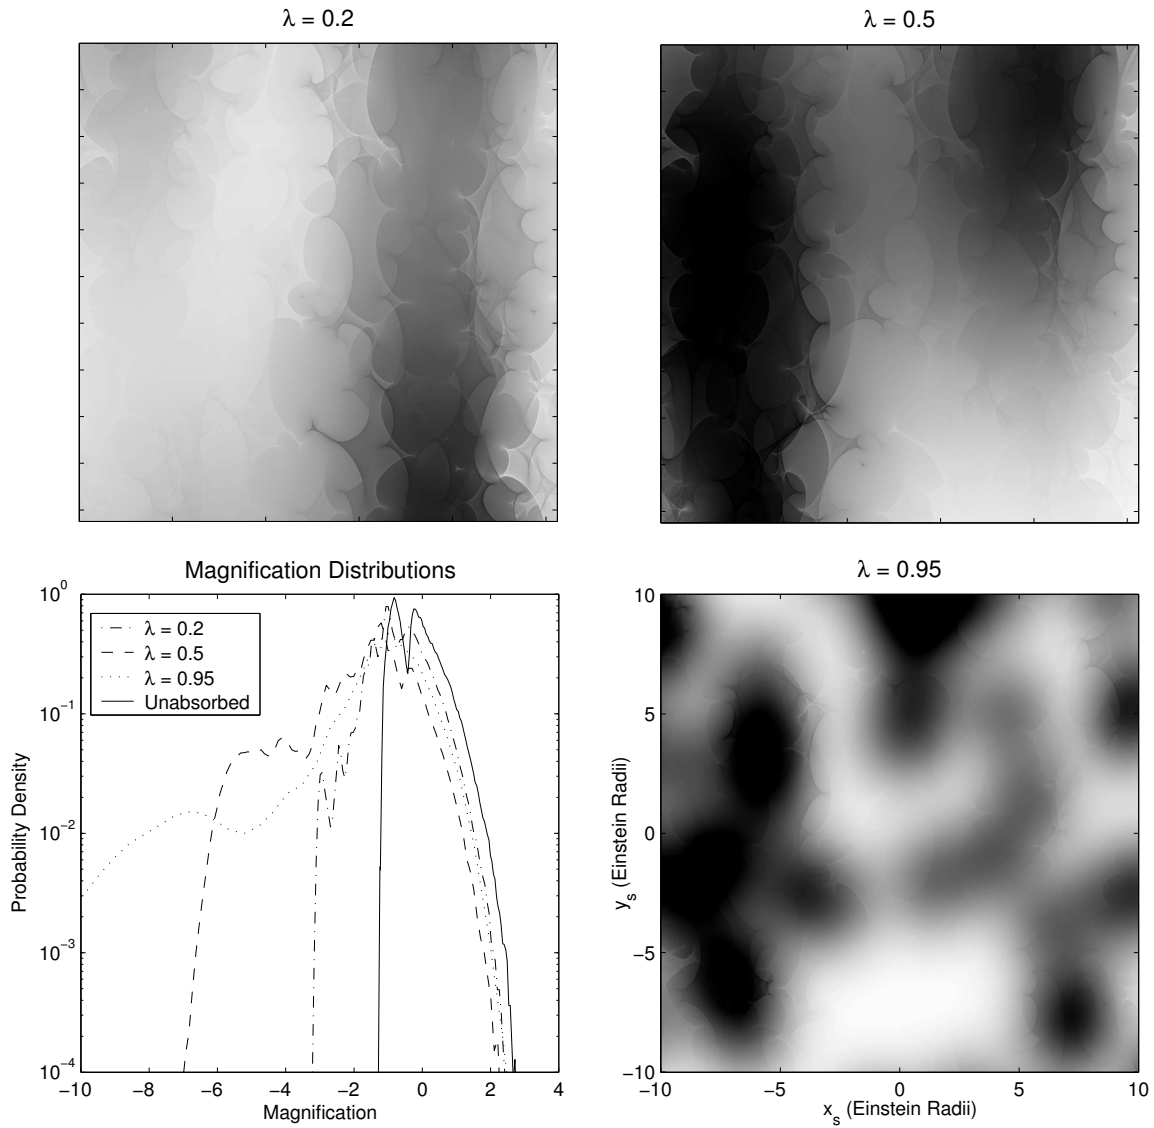 λ = 0.2
λ = 0.5
Magnification Distributions
10^0
10^-1
10^-2
10^-3
10^-4
Probability Density
λ = 0.2
λ = 0.5
λ = 0.95
Unabsorbed
−10 −8 −6 −4 −2 0 2 4
Magnification
λ = 0.95
10
5
0
−5
−10
y_s (Einstein Radii)
−10 −5 0 5 10
x_s (Einstein Radii)